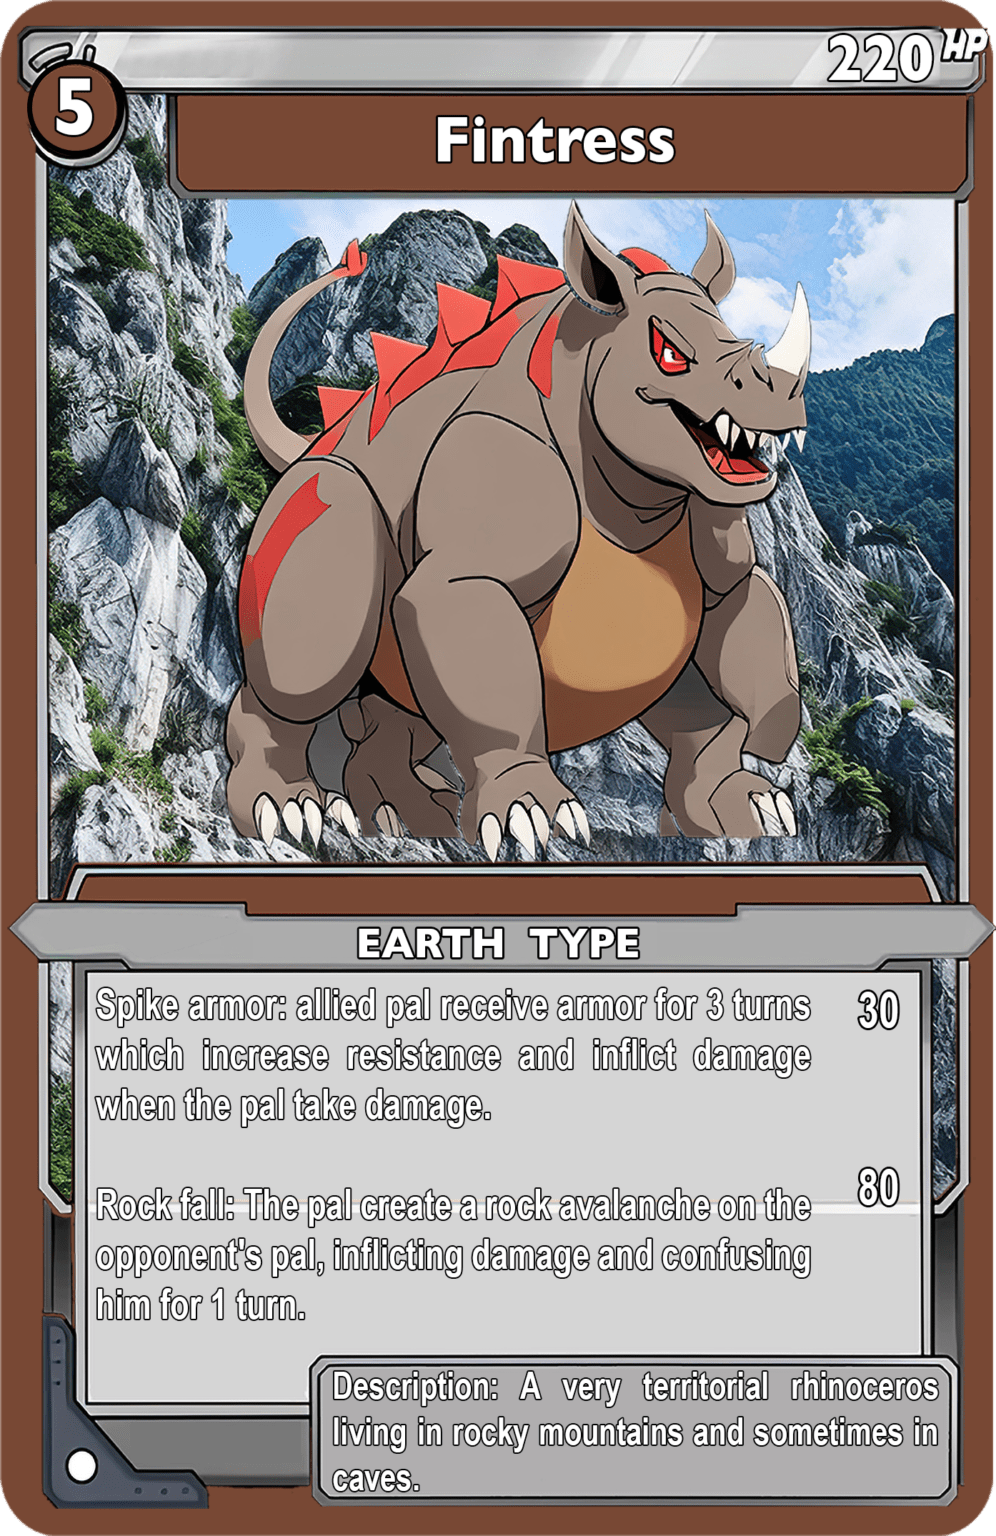 220 HP
5
Fintress
EARTH TYPE
Spike armor: allied pal receive armor for 3 turns 30
which increase resistance and inflict damage
when the pal take damage.
80
Rock fall: The pal create a rock avalanche on the
opponent's pal, inflicting damage and confusing
him for 1 turn.
Description: A very territorial rhinoceros
living in rocky mountains and sometimes in
caves.